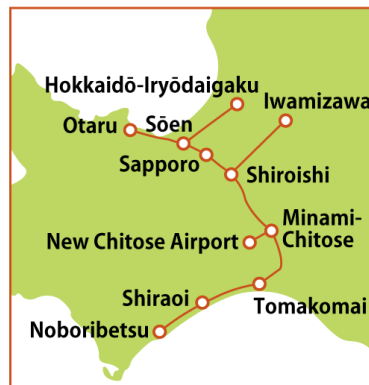 Hokkaidō-Iryōdaigaku
Iwamizawa
Otaru
Sōen
Sapporo
Shiroishi
Minami-
Chitose
New Chitose Airport
Shiraoi
Tomakomai
Noboribetsu